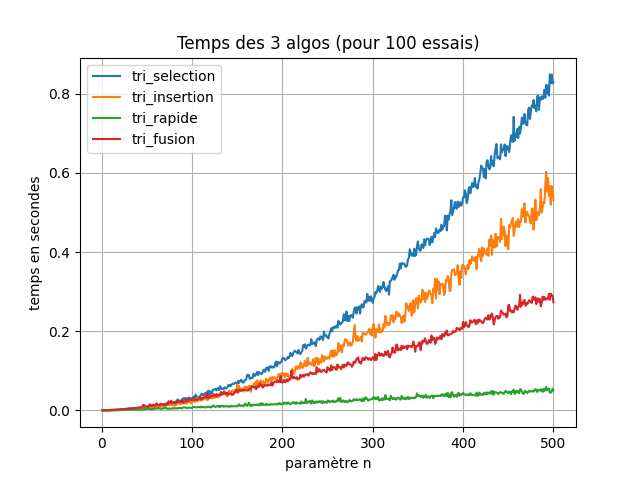 Temps des 3 algos (pour 100 essais)
tri_selection
tri_insertion
tri_rapide
tri_fusion
temps en secondes
0.8
0.6
0.4
0.2
0.0
0 100 200 300 400 500
paramètre n